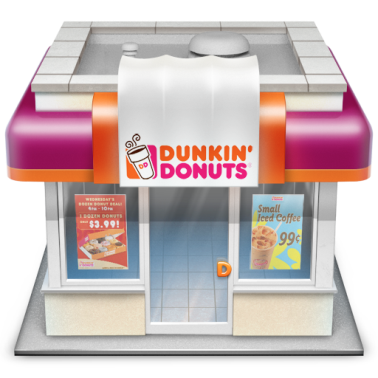 DUNKIN'
DONUTS
DD
WEDNESDAY'S
DOZEN DONUT DEAL!
1 DOZEN DONUTS
$3.99!
Small
Iced Coffee
99¢
D